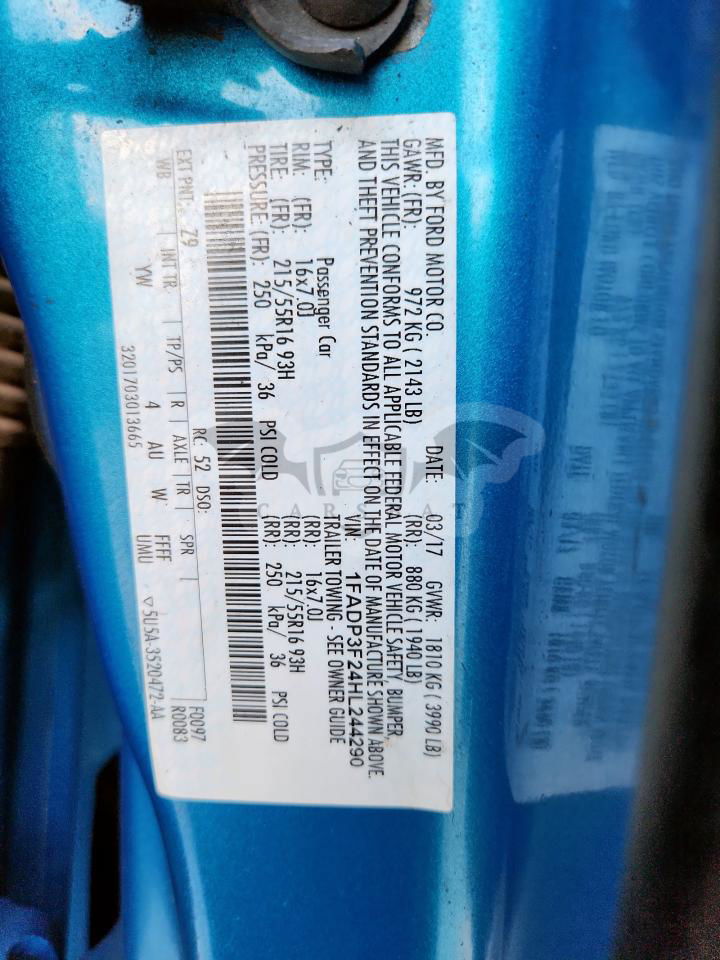 MFD. BY FORD MOTOR CO. DATE: 03/17 GVWR: 1810 KG ( 3990 LB)
GAWR: (FR): 972 KG ( 2143 LB) (RR): 880 KG ( 1940 LB)
THIS VEHICLE CONFORMS TO ALL APPLICABLE FEDERAL MOTOR VEHICLE SAFETY, BUMPER,
AND THEFT PREVENTION STANDARDS IN EFFECT ON THE DATE OF MANUFACTURE SHOWN ABOVE.
VIN: 1FADP3F24HL244290
TYPE: Passenger Car TRAILER TOWING - SEE OWNER GUIDE
RIM: (FR): 16x7.0J (RR): 16x7.0J
TIRE: (FR): 215/55R16 93H (RR): 215/55R16 93H
PRESSURE: (FR): 250 kPa/ 36 PSI COLD (RR): 250 kPa/ 36 PSI COLD
EXT PNT: Z9 RC: 52 DSO: F0097
WB INT TR TP/PS R AXLE TR SPR R0083
YW 4 AU W FFFF
UMU
3201703013665 ▽5U5A-3520472-AA
CARSBAT